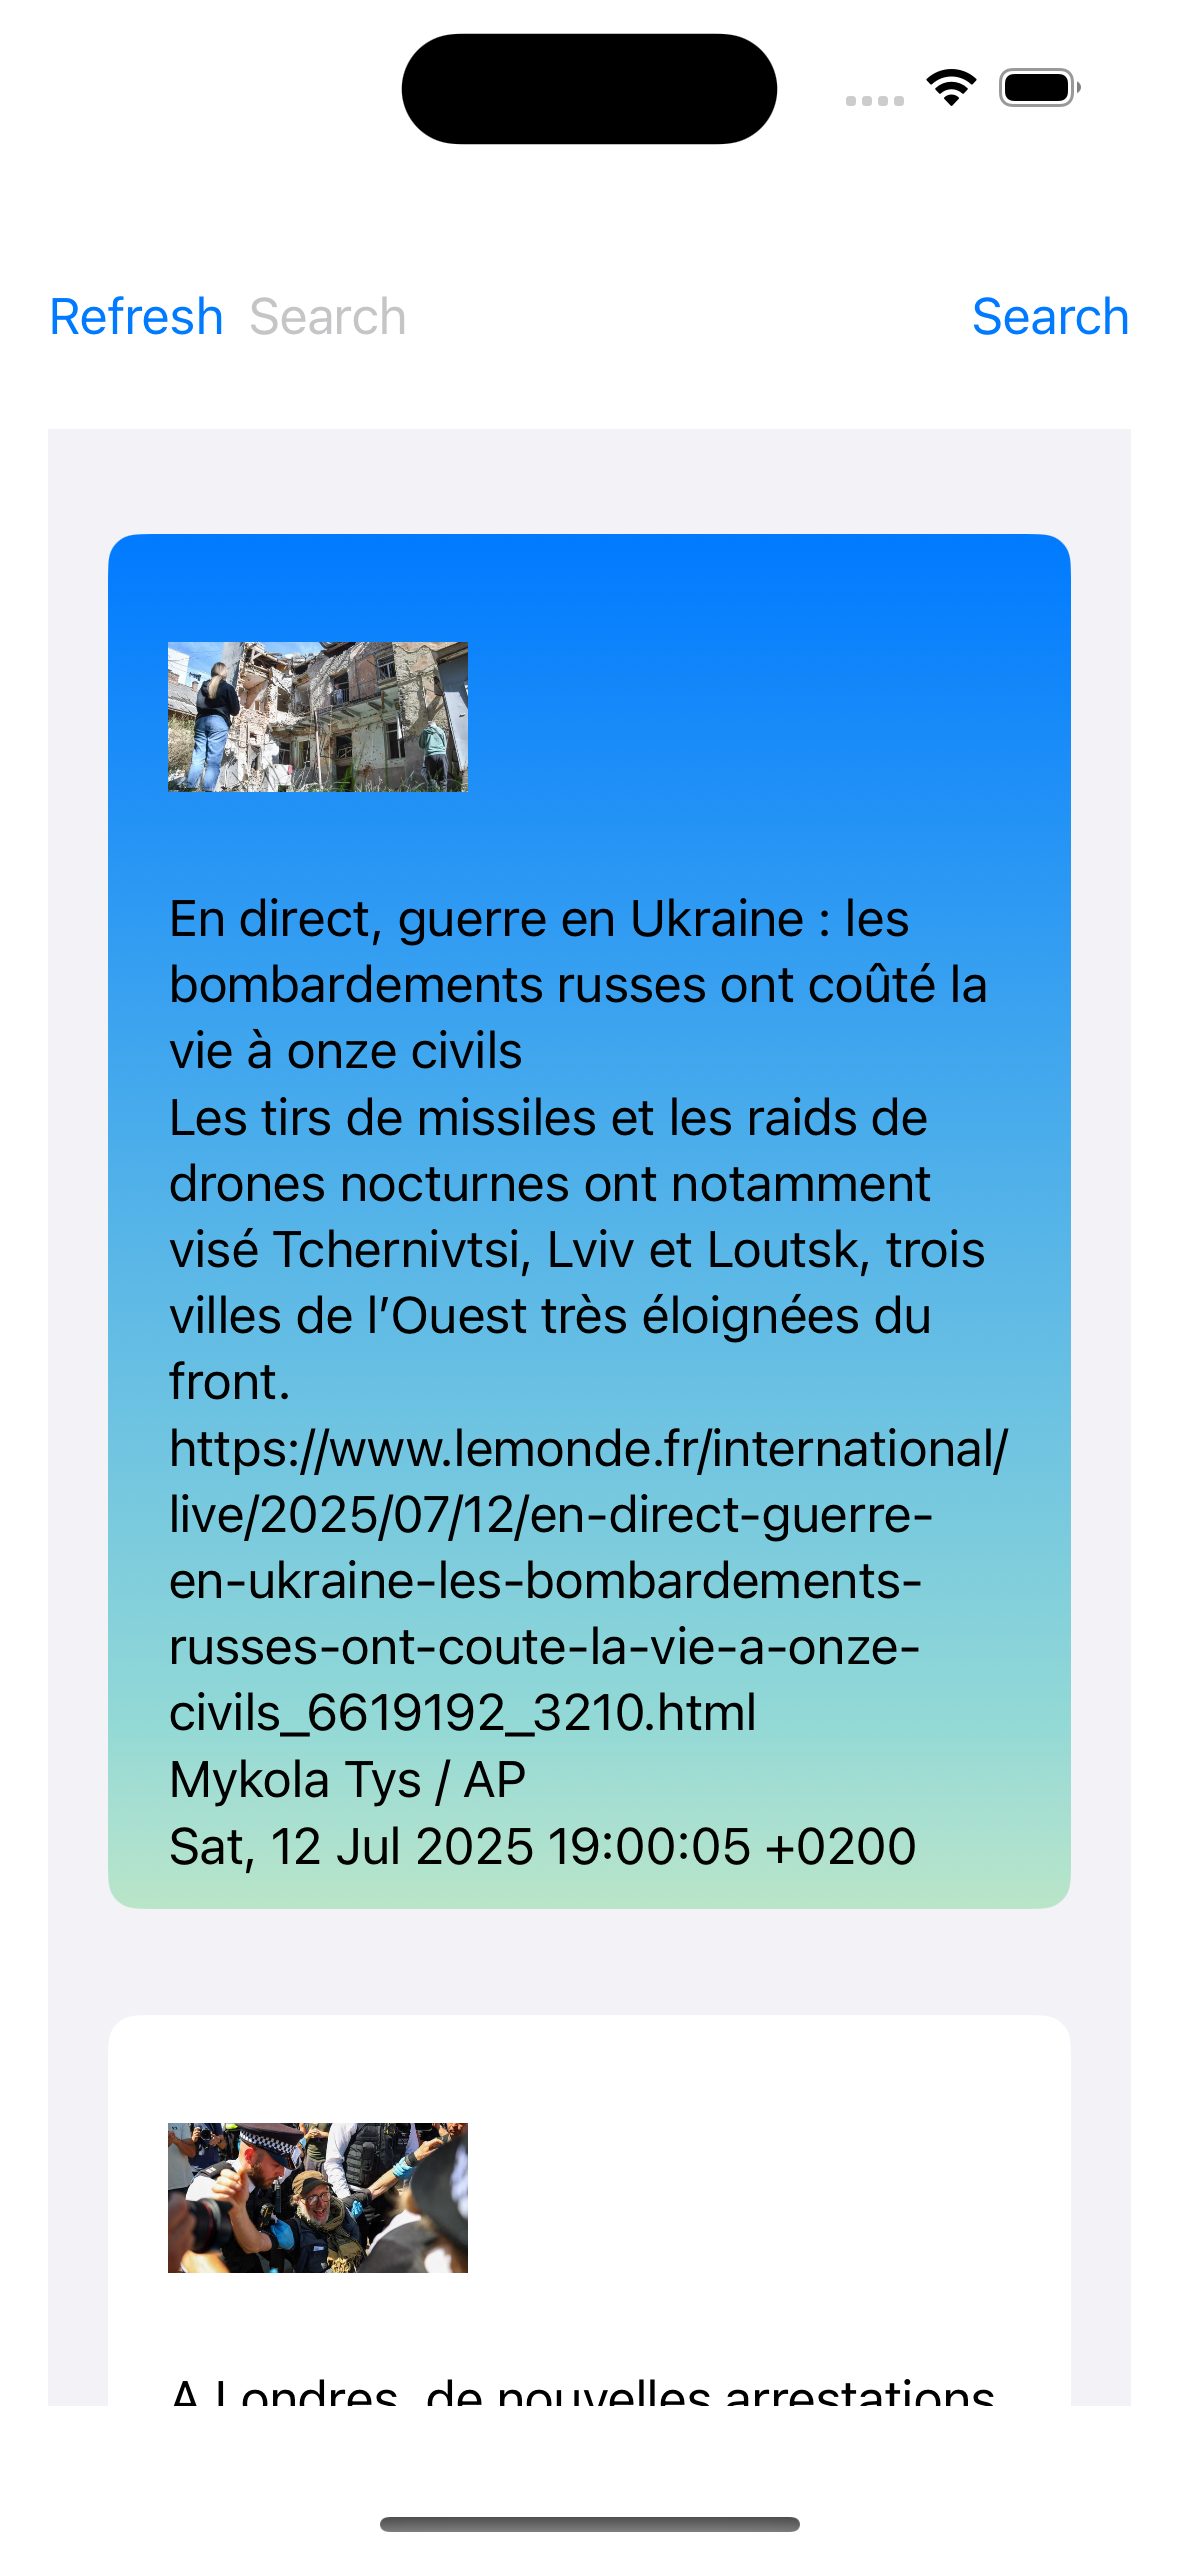 Refresh Search Search
En direct, guerre en Ukraine : les
bombardements russes ont coûté la
vie à onze civils
Les tirs de missiles et les raids de
drones nocturnes ont notamment
visé Tchernivtsi, Lviv et Loutsk, trois
villes de l’Ouest très éloignées du
front.
https://www.lemonde.fr/international/
live/2025/07/12/en-direct-guerre-
en-ukraine-les-bombardements-
russes-ont-coute-la-vie-a-onze-
civils_6619192_3210.html
Mykola Tys / AP
Sat, 12 Jul 2025 19:00:05 +0200
A Londres, de nouvelles arrestations